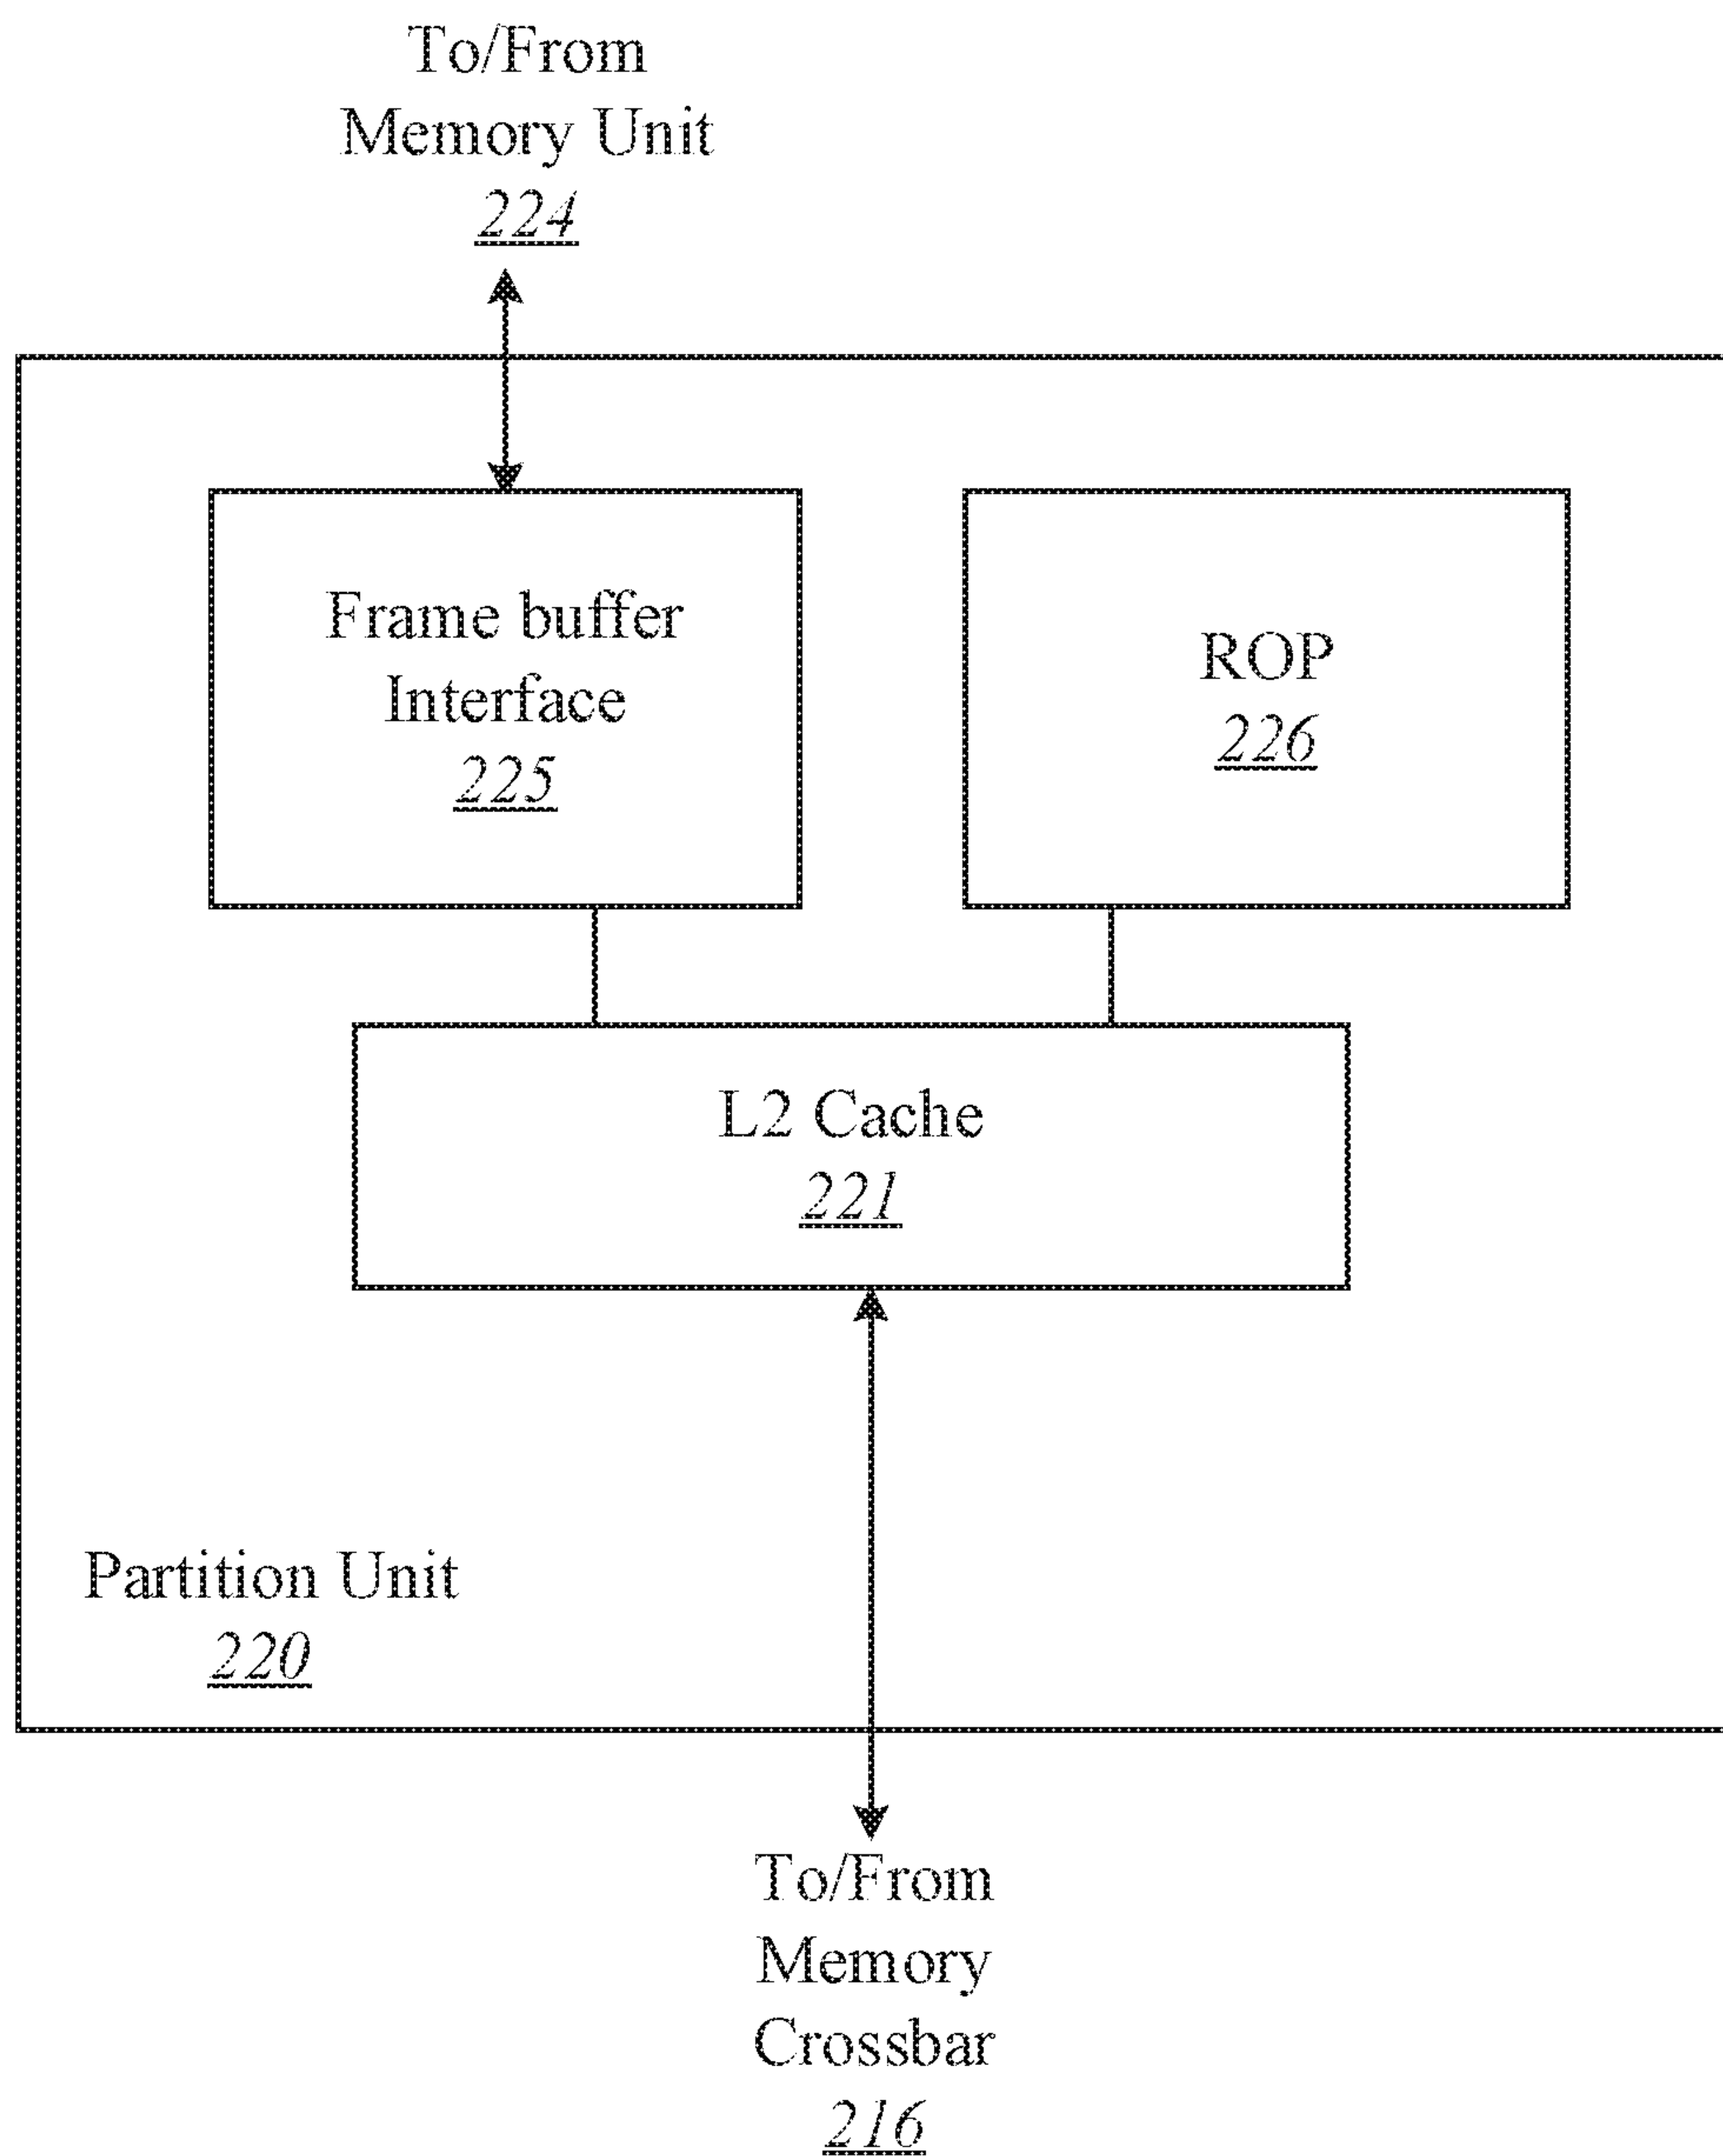 To/From
Memory Unit
224
Frame buffer
Interface
225
ROP
226
L2 Cache
221
Partition Unit
220
To/From
Memory
Crossbar
216